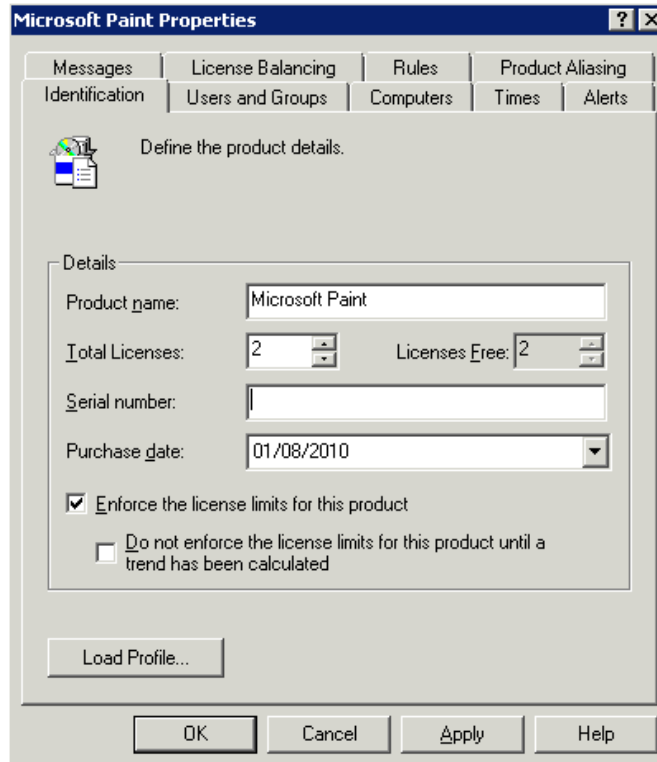 Microsoft Paint Properties
Messages License Balancing Rules Product Aliasing
Identification Users and Groups Computers Times Alerts
Define the product details.
Details
Product name: Microsoft Paint
Total Licenses: 2 Licenses Free: 2
Serial number:
Purchase date: 01/08/2010
Enforce the license limits for this product
Do not enforce the license limits for this product until a
trend has been calculated
Load Profile...
OK Cancel Apply Help